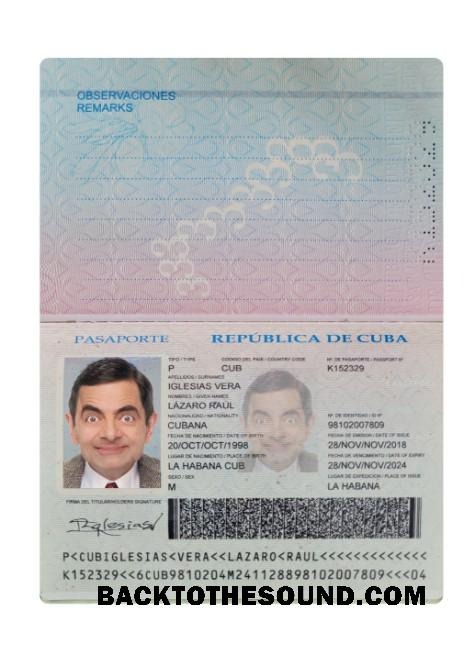 OBSERVACIONES
REMARKS
PASAPORTE REPÚBLICA DE CUBA
TIPO / TYPE CODIGO DEL PAIS / COUNTRY CODE Nº. DE PASAPORTE / PASSPORT Nº
P CUB K152329
APELLIDOS / SURNAMES
IGLESIAS VERA
NOMBRES / GIVEN NAMES
LÁZARO RAÚL
NACIONALIDAD / NATIONALITY Nº. DE IDENTIDAD / ID Nº
CUBANA 98102007809
FECHA DE NACIMIENTO / DATE OF BIRTH FECHA DE EMISION / DATE OF ISSUE
20/OCT/OCT/1998 28/NOV/NOV/2018
LUGAR DE NACIMIENTO / PLACE OF BIRTH FECHA DE VENCIMIENTO / DATE OF EXPIRY
LA HABANA CUB 28/NOV/NOV/2024
SEXO / SEX LUGAR DE EXPEDICION / PLACE OF ISSUE
M LA HABANA
FIRMA DEL TITULAR/HOLDERS SIGNATURE
RIglesiasV
P<CUBIGLESIAS<VERA<<LAZARO<RAUL<<<<<<<<<<<<<
K152329<<6CUB9810204M241128898102007809<<<04
BACKTOTHESOUND.COM